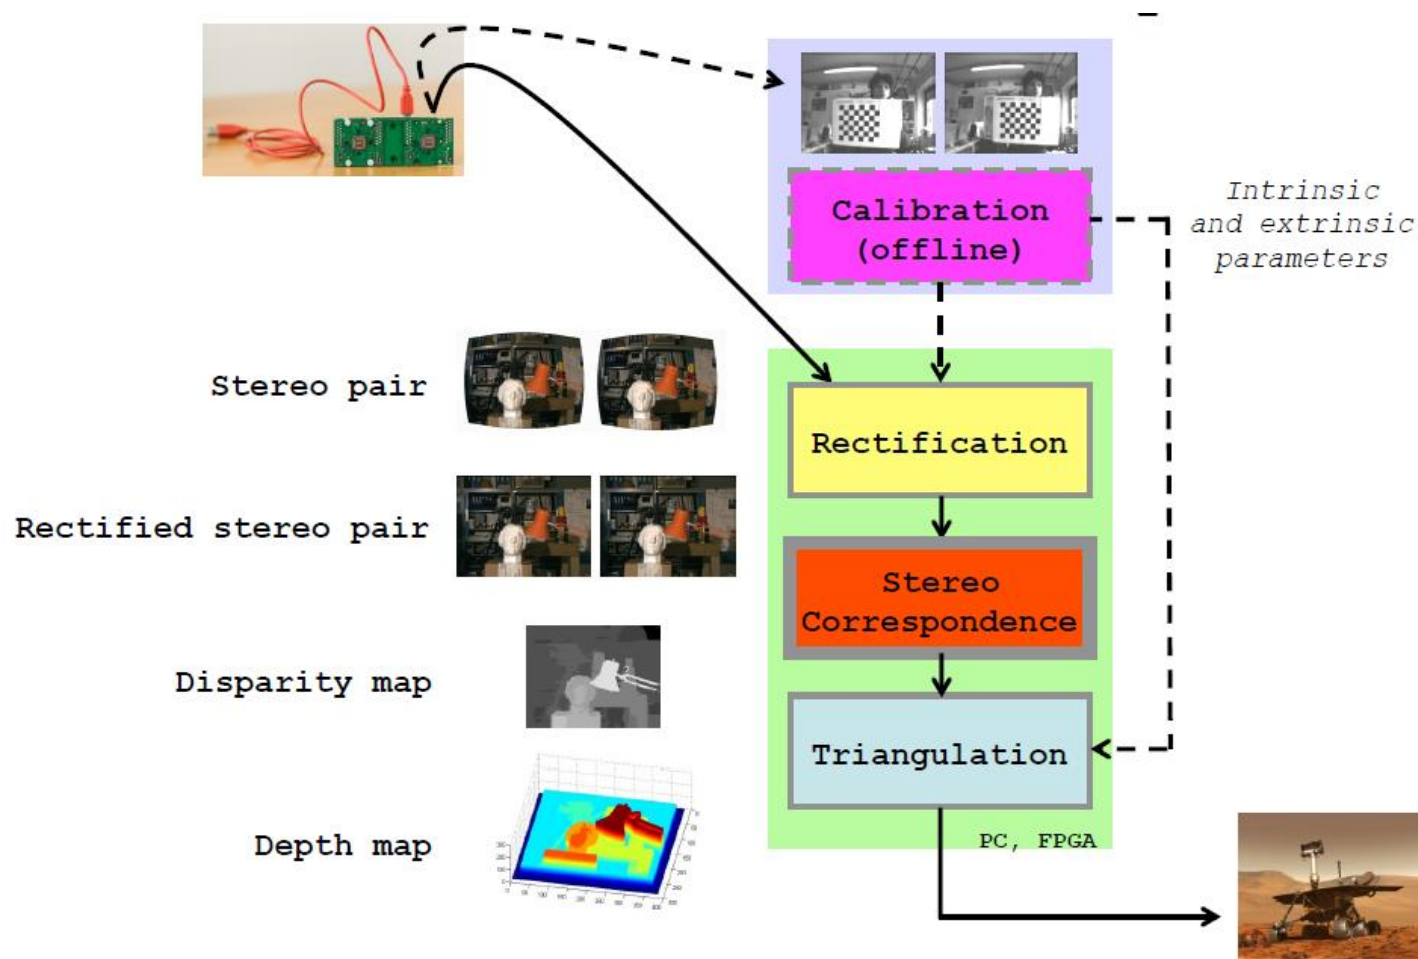 Calibration
(offline)
Intrinsic
and extrinsic
parameters
Stereo pair
Rectification
Rectified stereo pair
Stereo
Correspondence
Disparity map
Triangulation
Depth map
PC, FPGA